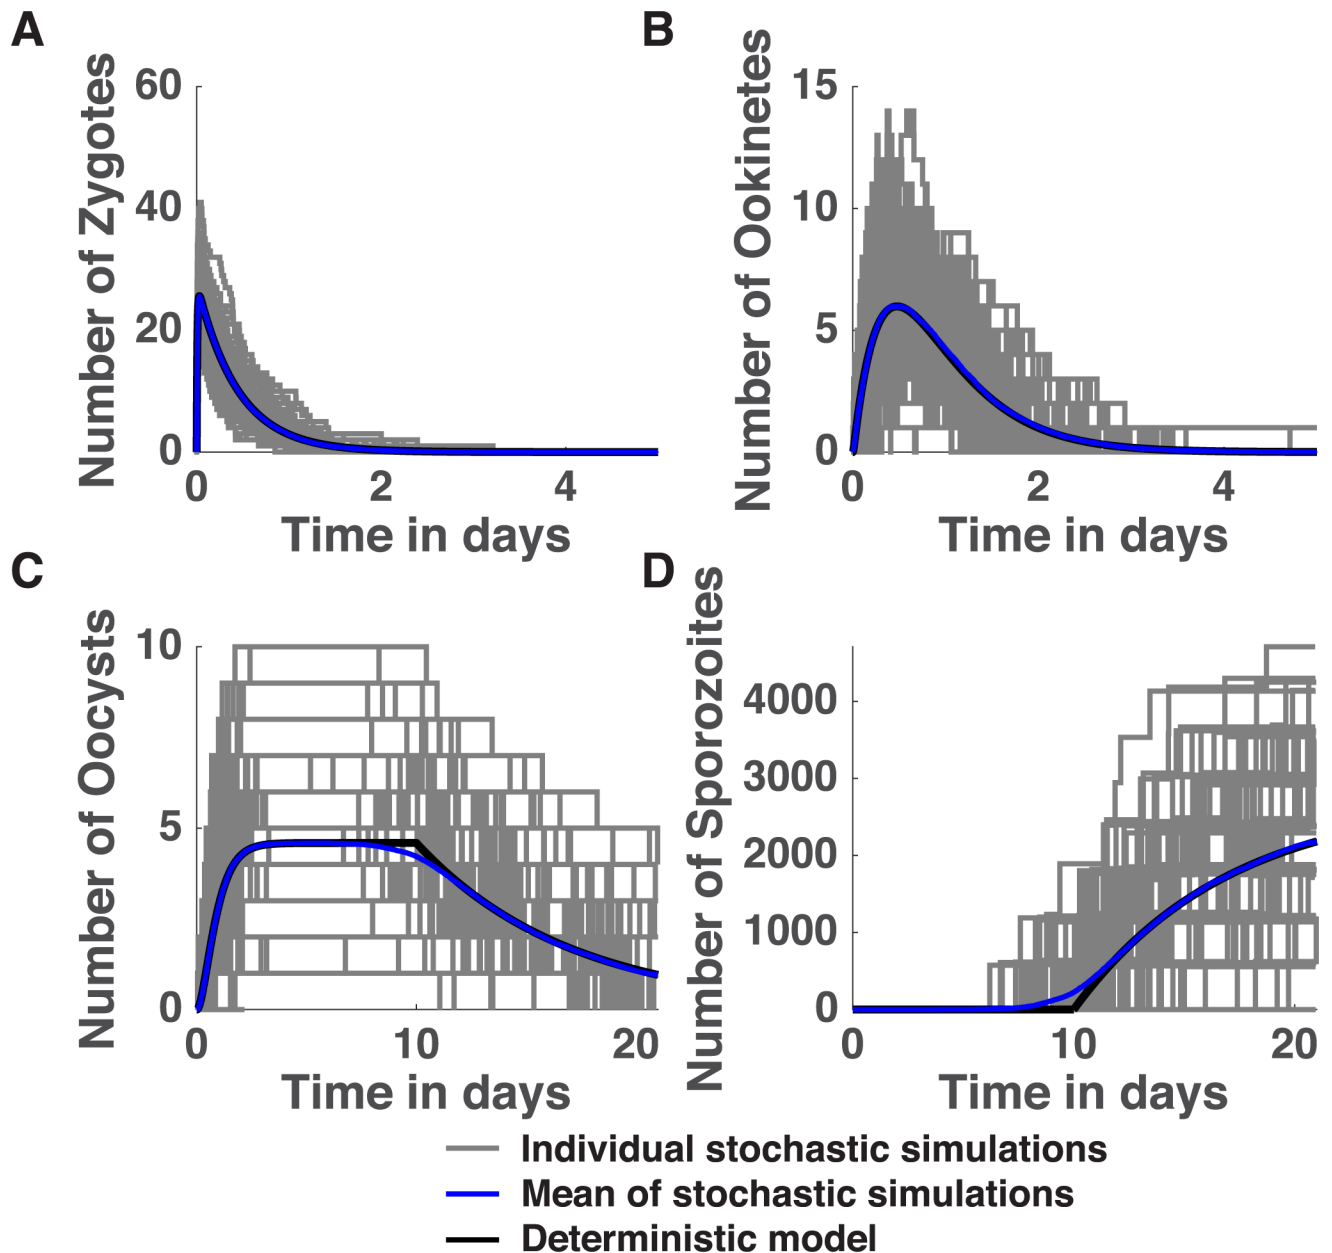 A
Number of Zygotes
60
40
20
0
0 2 4
Time in days
B
Number of Ookinetes
15
10
5
0
0 2 4
Time in days
C
Number of Oocysts
10
5
0
0 10 20
Time in days
D
Number of Sporozoites
4000
3000
2000
1000
0
0 10 20
Time in days
Individual stochastic simulations
Mean of stochastic simulations
Deterministic model